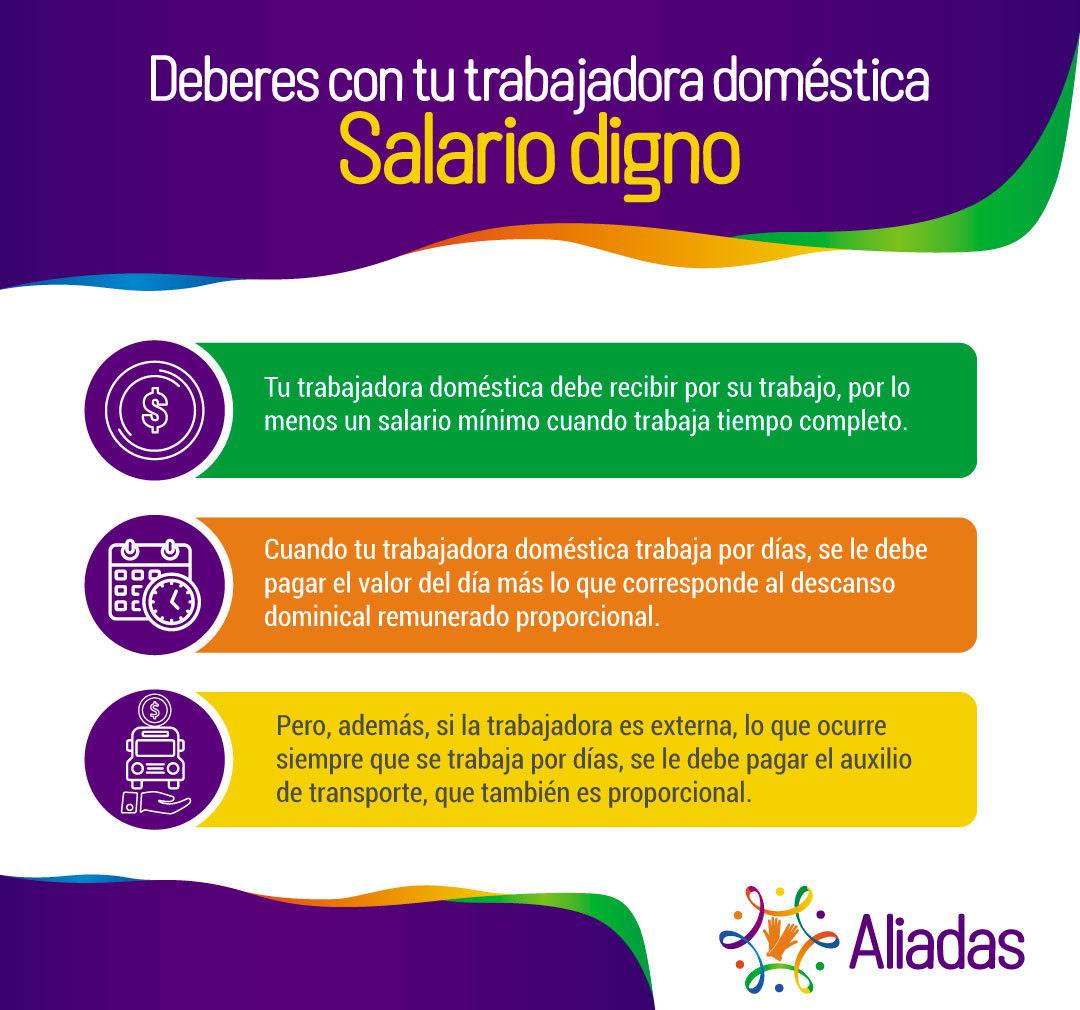 Deberes con tu trabajadora doméstica
Salario digno
$
Tu trabajadora doméstica debe recibir por su trabajo, por lo
menos un salario mínimo cuando trabaja tiempo completo.
Cuando tu trabajadora doméstica trabaja por días, se le debe
pagar el valor del día más lo que corresponde al descanso
dominical remunerado proporcional.
$
Pero, además, si la trabajadora es externa, lo que ocurre
siempre que se trabaja por días, se le debe pagar el auxilio
de transporte, que también es proporcional.
Aliadas